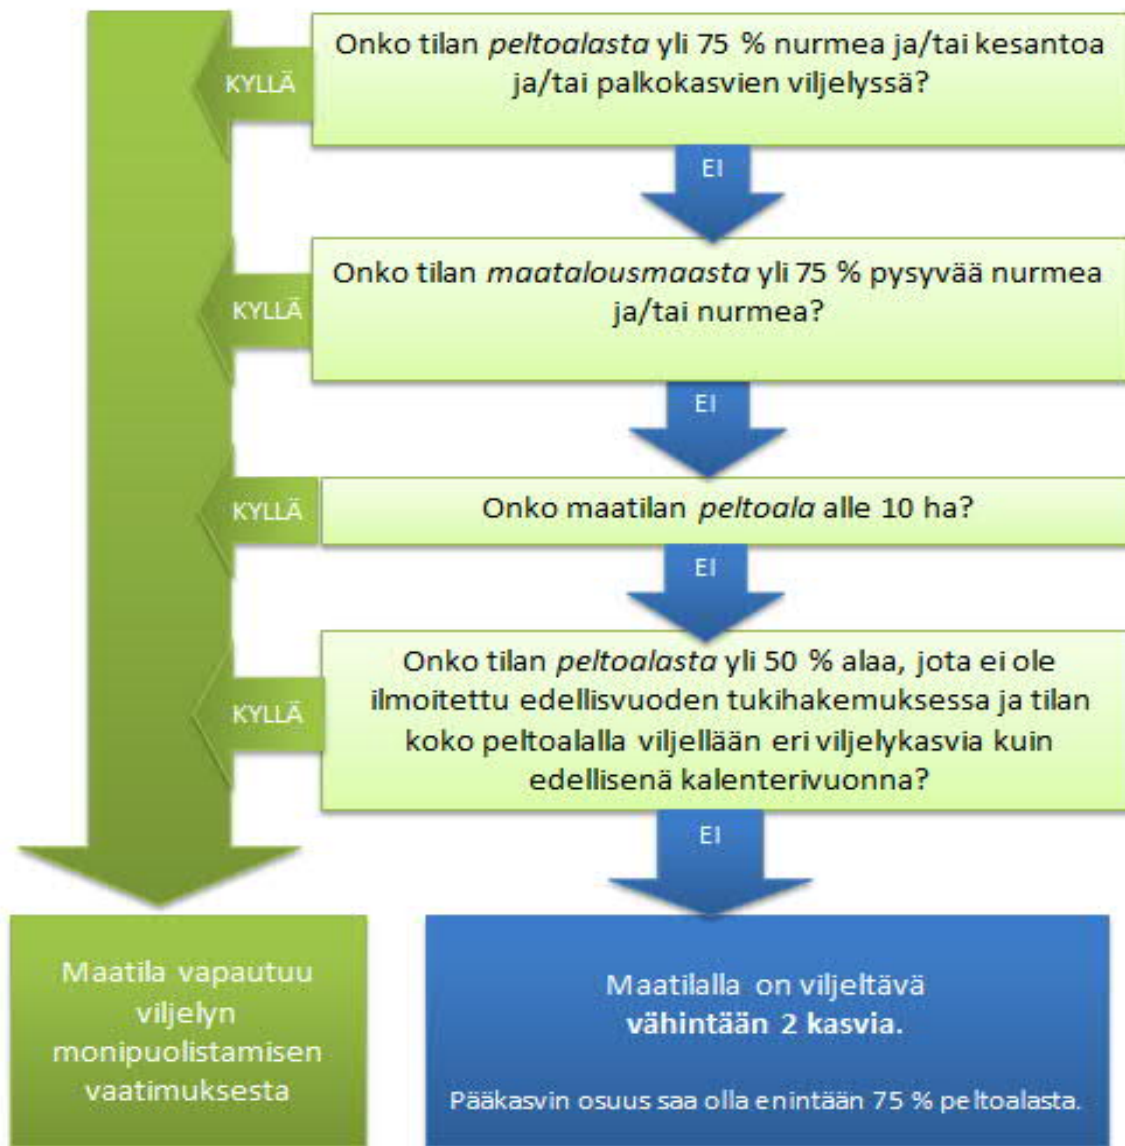 Onko tilan peltoalasta yli 75 % nurmea ja/tai kesantoa
ja/tai palkokasvien viljelyssä?
KYLLÄ
EI
Onko tilan maatalousmaasta yli 75 % pysyvää nurmea
ja/tai nurmea?
KYLLÄ
EI
Onko maatilan peltoala alle 10 ha?
KYLLÄ
EI
Onko tilan peltoalasta yli 50 % alaa, jota ei ole
ilmoitettu edellisvuoden tukihakemuksessa ja tilan
koko peltoalalla viljellään eri viljelykasvia kuin
edellisenä kalenterivuonna?
KYLLÄ
EI
Maatila vapautuu
viljelyn
monipuolistamisen
vaatimuksesta
Maatilalla on viljeltävä
vähintään 2 kasvia.
Pääkasvin osuus saa olla enintään 75 % peltoalasta.